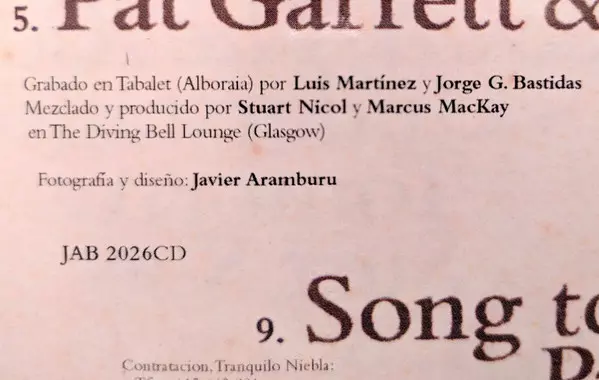 5. Pat Garrett &
Grabado en Tabalet (Alboraia) por Luis Martínez y Jorge G. Bastidas
Mezclado y producido por Stuart Nicol y Marcus MacKay
en The Diving Bell Lounge (Glasgow)
Fotografía y diseño: Javier Aramburu
JAB 2026CD
9. Song to
Contratacion, Tranquilo Niebla: